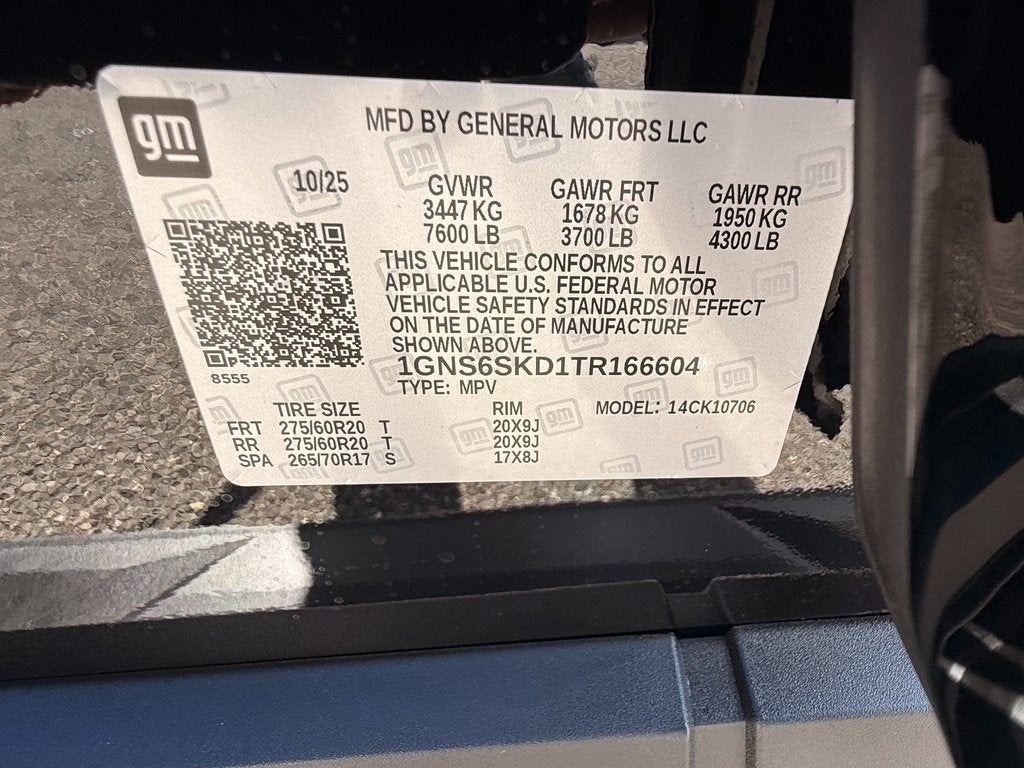 gm
MFD BY GENERAL MOTORS LLC
10/25
GVWR GAWR FRT GAWR RR
3447 KG 1678 KG 1950 KG
7600 LB 3700 LB 4300 LB
THIS VEHICLE CONFORMS TO ALL
APPLICABLE U.S. FEDERAL MOTOR
VEHICLE SAFETY STANDARDS IN EFFECT
ON THE DATE OF MANUFACTURE
SHOWN ABOVE.
1GNS6SKD1TR166604
8555
TYPE: MPV
TIRE SIZE RIM MODEL: 14CK10706
FRT 275/60R20 T 20X9J
RR 275/60R20 T 20X9J
SPA 265/70R17 S 17X8J